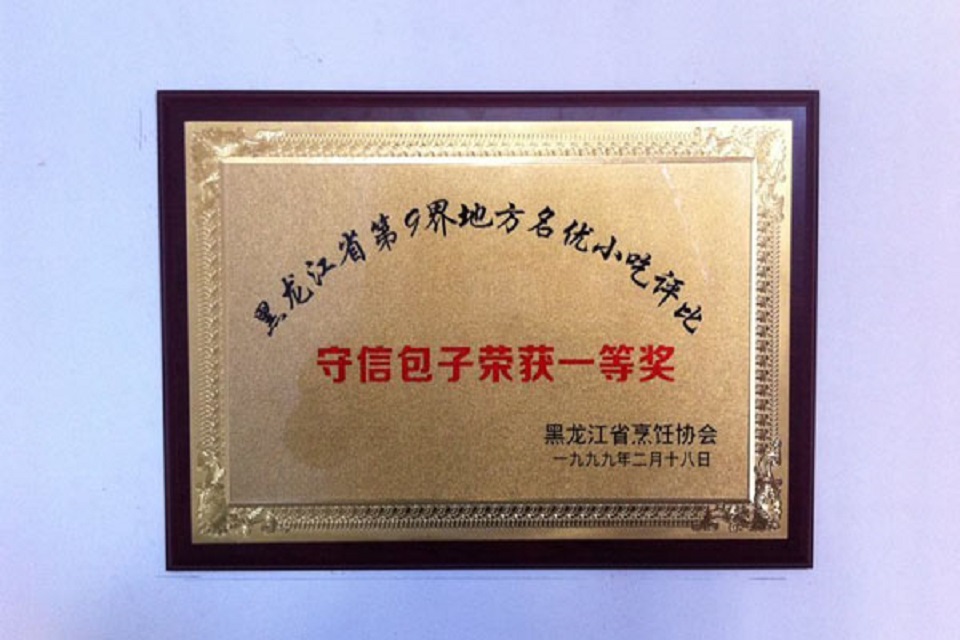 黑龙江省第9界地方名优小吃评比
守信包子荣获一等奖
黑龙江省烹饪协会
一九九九年二月十八日